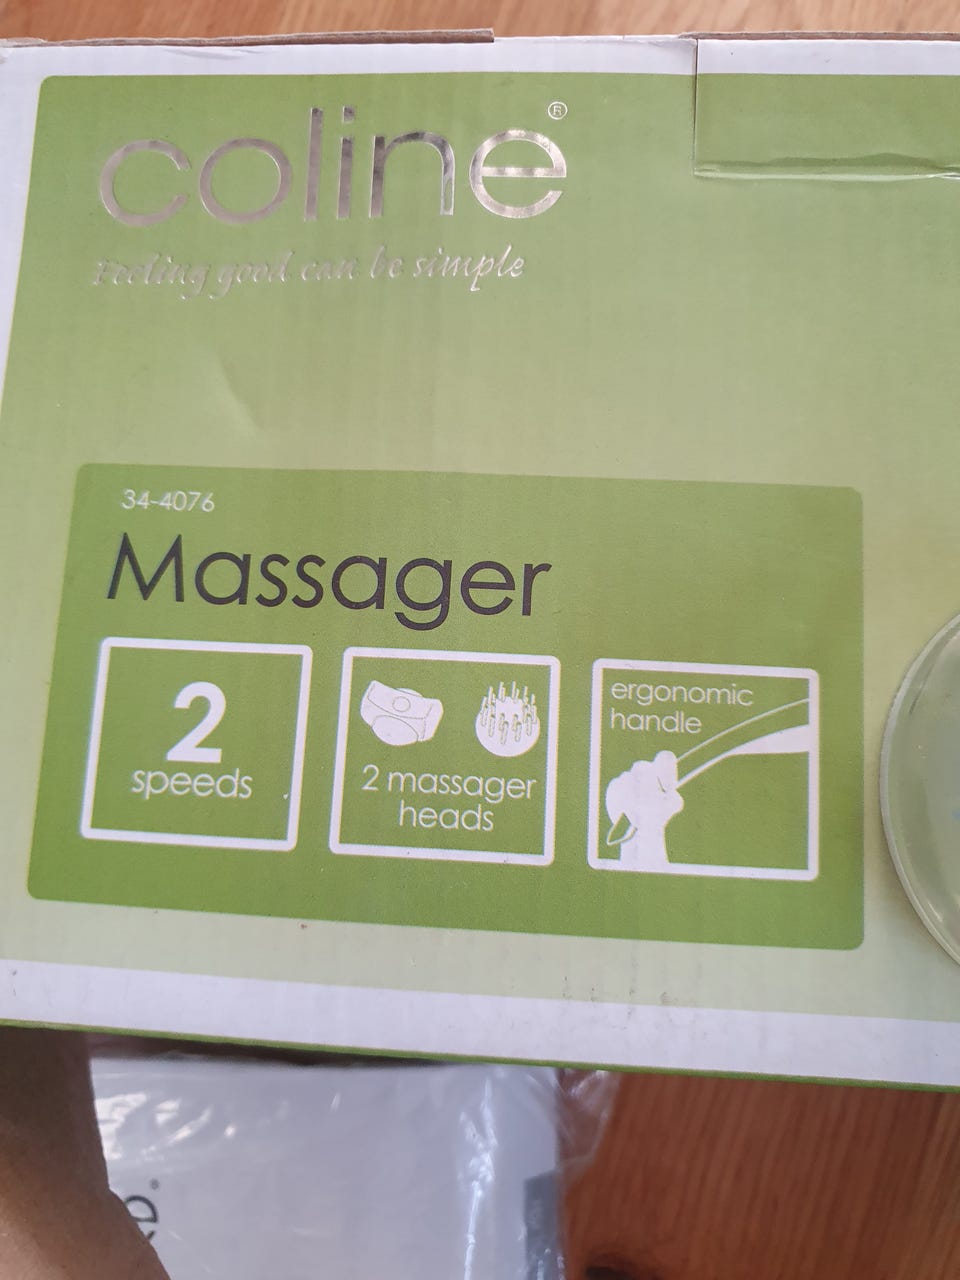 coline®
Feeling good can be simple
34-4076
Massager
2
speeds
2 massager
heads
ergonomic
handle